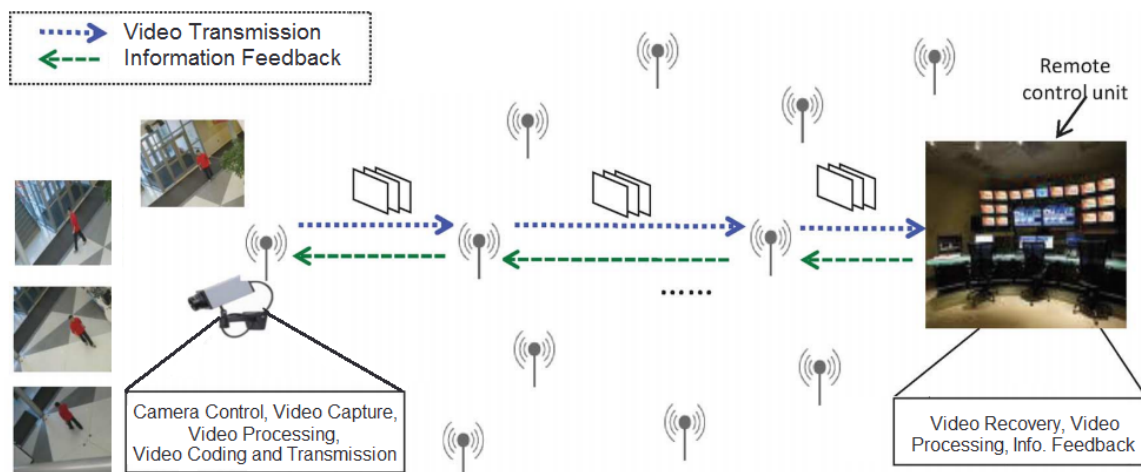 Video Transmission
Information Feedback
Remote
control unit
......
Camera Control, Video Capture,
Video Processing,
Video Coding and Transmission
Video Recovery, Video
Processing, Info. Feedback